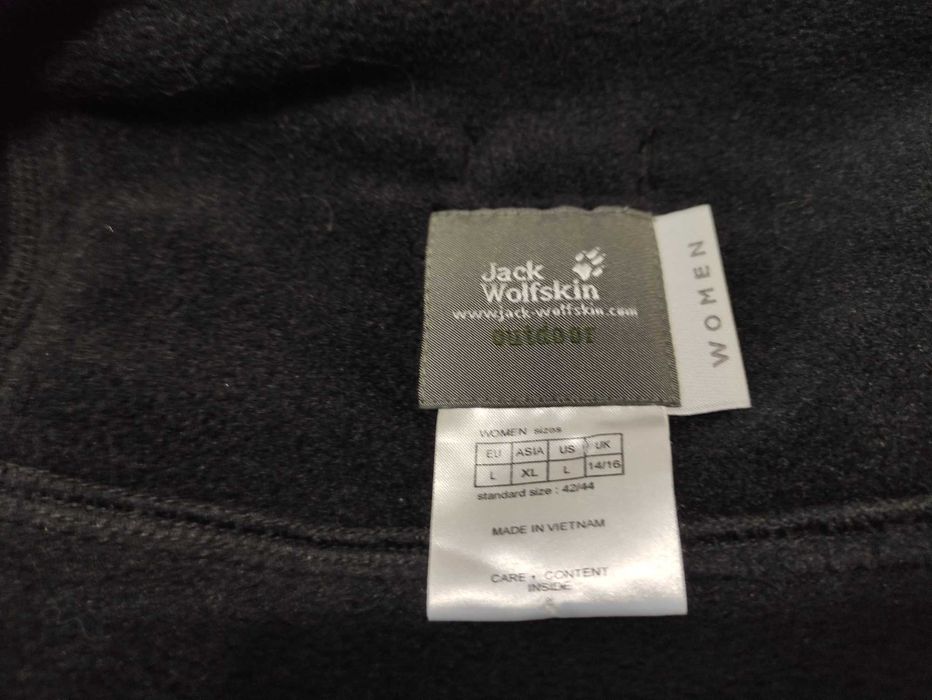 Jack
Wolfskin
www.jack-wolfskin.com
outdoor
WOMEN
WOMEN sizes
EU ASIA US UK
L XL L 14/16
standard size : 42/44
MADE IN VIETNAM
CARE + CONTENT
INSIDE